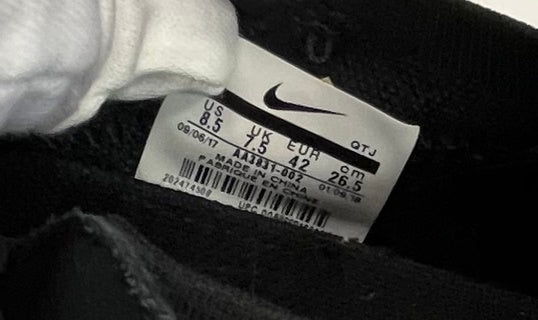 QTJ
US UK EUR cm
8.5 7.5 42 26.5
09/06/17 AA3831-002 01/09/18
MADE IN CHINA
FABRIQUE EN CHINE
UPC